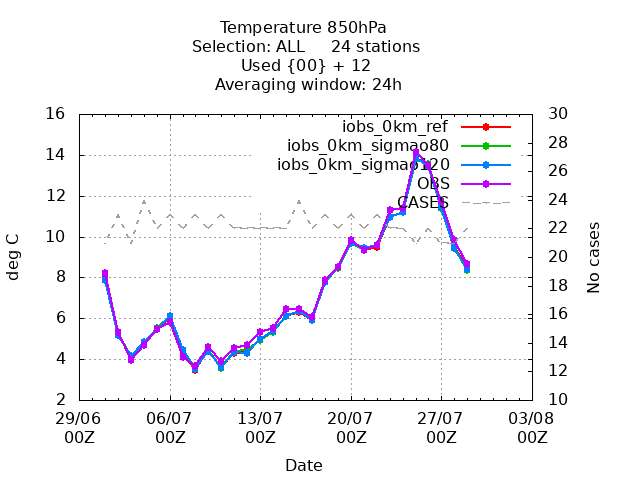 Temperature 850hPa
Selection: ALL     24 stations
Used {00} + 12
Averaging window: 24h
iobs_0km_ref
iobs_0km_sigmao80
iobs_0km_sigmao120
OBS
CASES
16
14
12
10
8
6
4
2
30
28
26
24
22
20
18
16
14
12
10
deg C
No cases
29/06 06/07 13/07 20/07 27/07 03/08
00Z 00Z 00Z 00Z 00Z 00Z
Date